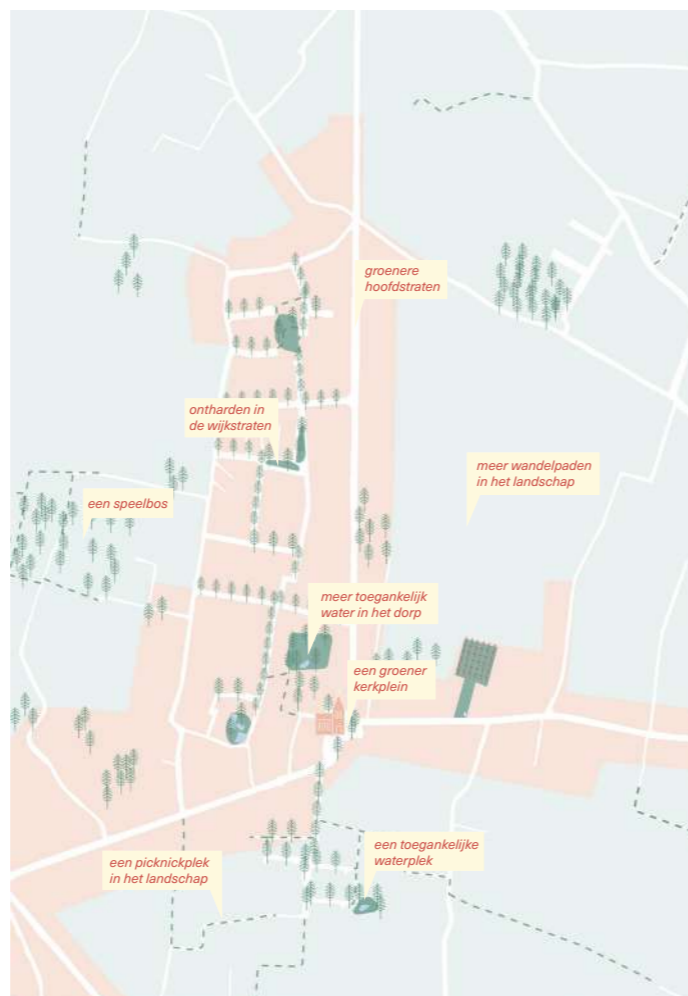 groenere
hoofdstraten
ontharden in
de wijkstraten
meer wandelpaden
in het landschap
een speelbos
meer toegankelijk
water in het dorp
een groener
kerkplein
een toegankelijke
waterplek
een picknickplek
in het landschap